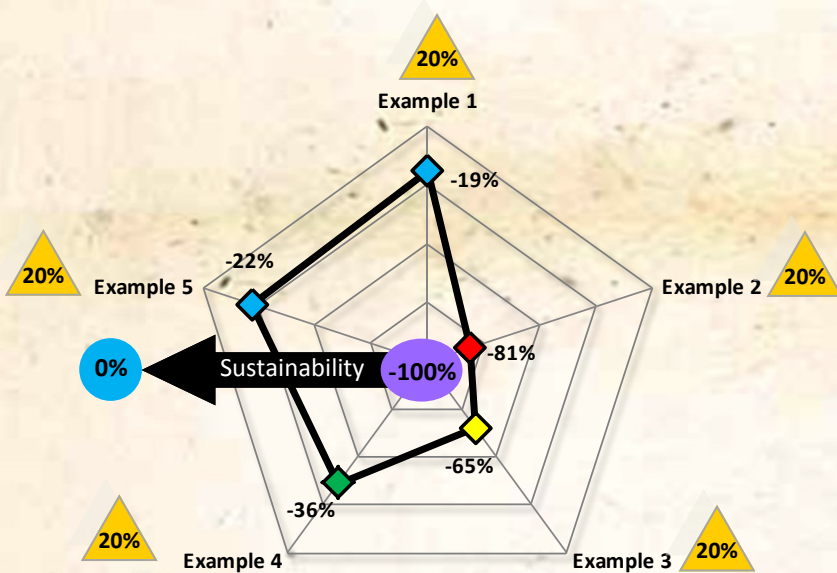 20%
Example 1
-19%
-22%
20%
Example 5
Example 2
20%
0%
Sustainability
-100%
-81%
-65%
-36%
20%
Example 4
Example 3
20%